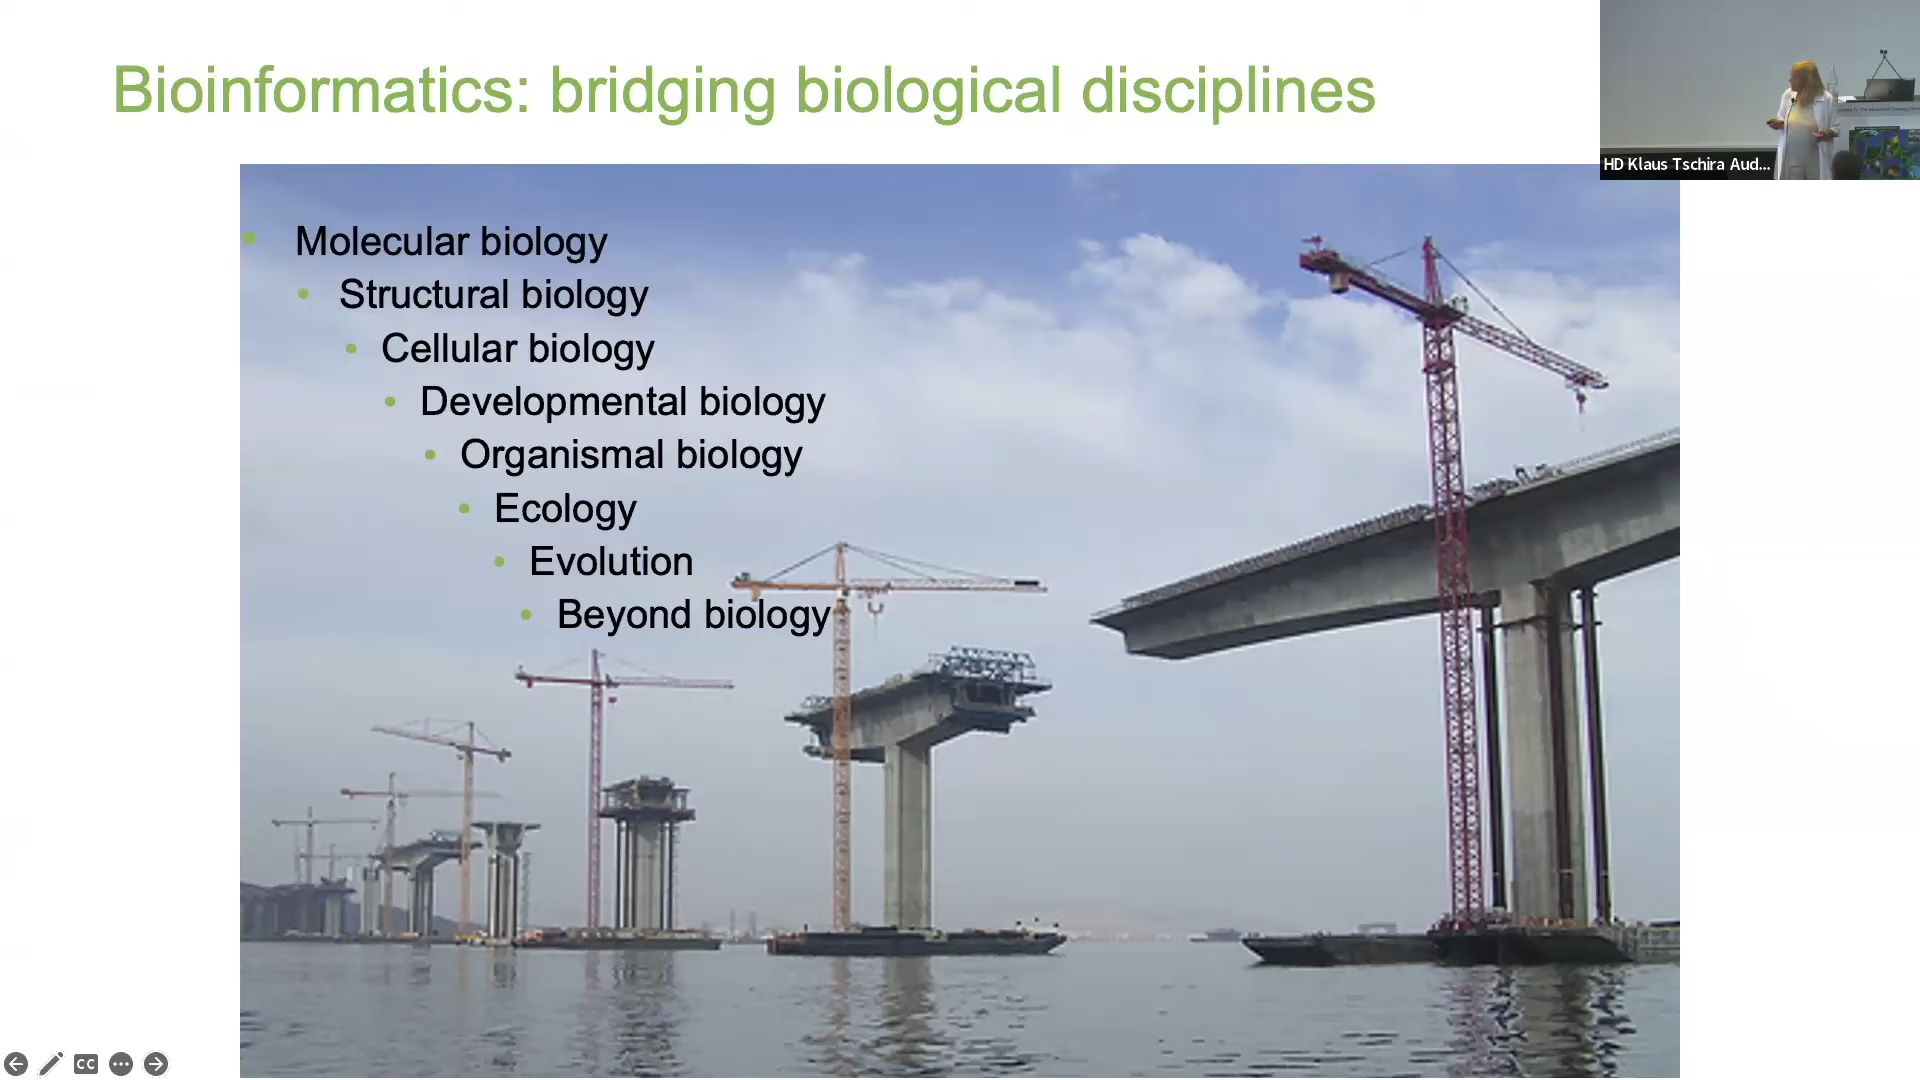 Bioinformatics: bridging biological disciplines
HD Klaus Tschira Aud...
Molecular biology
Structural biology
Cellular biology
Developmental biology
Organismal biology
Ecology
Evolution
Beyond biology
CC